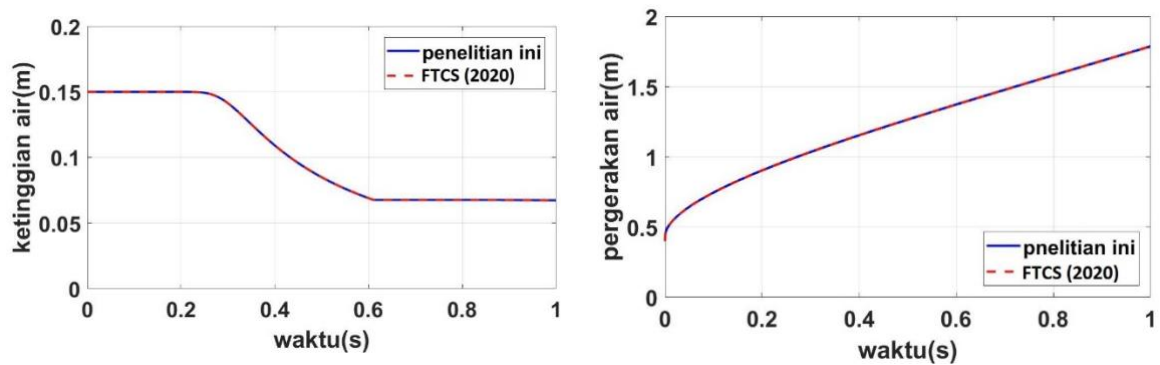 0.2
0.15
0.1
0.05
0
0
0.2
0.4
0.6
0.8
1
ketinggian air(m)
waktu(s)
penelitian ini
FTCS (2020)
2
1.5
1
0.5
0
0
0.2
0.4
0.6
0.8
1
pergerakan air(m)
waktu(s)
pnelitian ini
FTCS (2020)